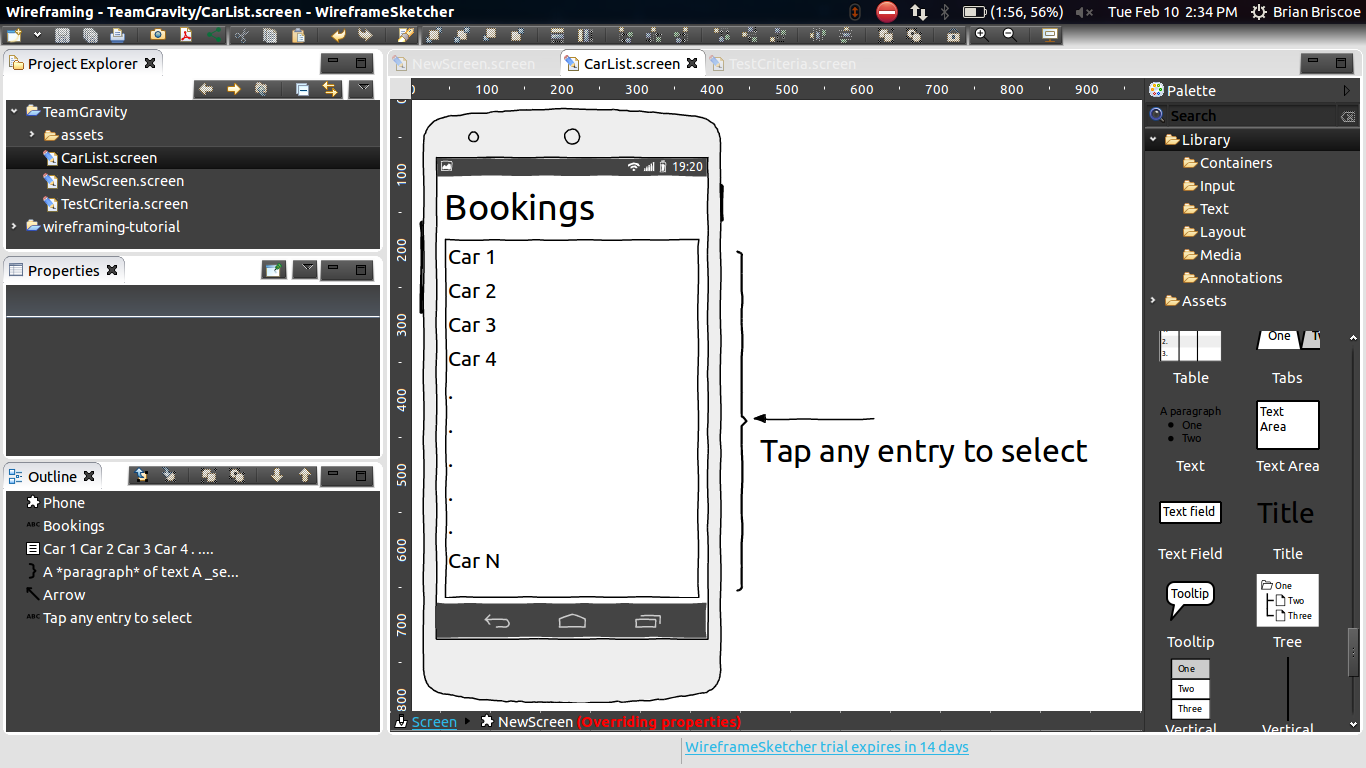 Wireframing - TeamGravity/CarList.screen - WireframeSketcher
(1:56, 56%)
Tue Feb 10 2:34 PM
Brian Briscoe
Project Explorer
TeamGravity
assets
CarList.screen
NewScreen.screen
TestCriteria.screen
wireframing-tutorial
Properties
Outline
Phone
Bookings
Car 1 Car 2 Car 3 Car 4 . ....
A *paragraph* of text A _se...
Arrow
Tap any entry to select
NewScreen.screen
CarList.screen
TestCriteria.screen
0 100 200 300 400 500 600 700 800 900
0
100
200
300
400
500
600
700
800
19:20
Bookings
Car 1
Car 2
Car 3
Car 4
.
.
.
.
.
Car N
Tap any entry to select
Screen
NewScreen (Overriding properties)
Palette
Search
Library
Containers
Input
Text
Layout
Media
Annotations
Assets
2.
3.
Table
One
Tabs
A paragraph
One
Two
Text
Text
Area
Text Area
Text field
Text Field
Title
Title
Tooltip
Tooltip
One
Two
Three
Tree
One
Two
Three
Vertical
Vertical
WireframeSketcher trial expires in 14 days